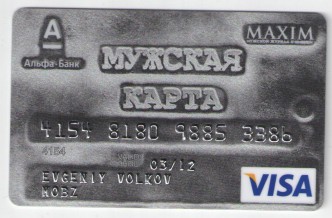 А
Альфа·Банк
MAXIM
МУЖСКАЯ
КАРТА
4154 8180 9885 3386
4154
03/12
EVGENIY VOLKOV
MOBZ
VISA